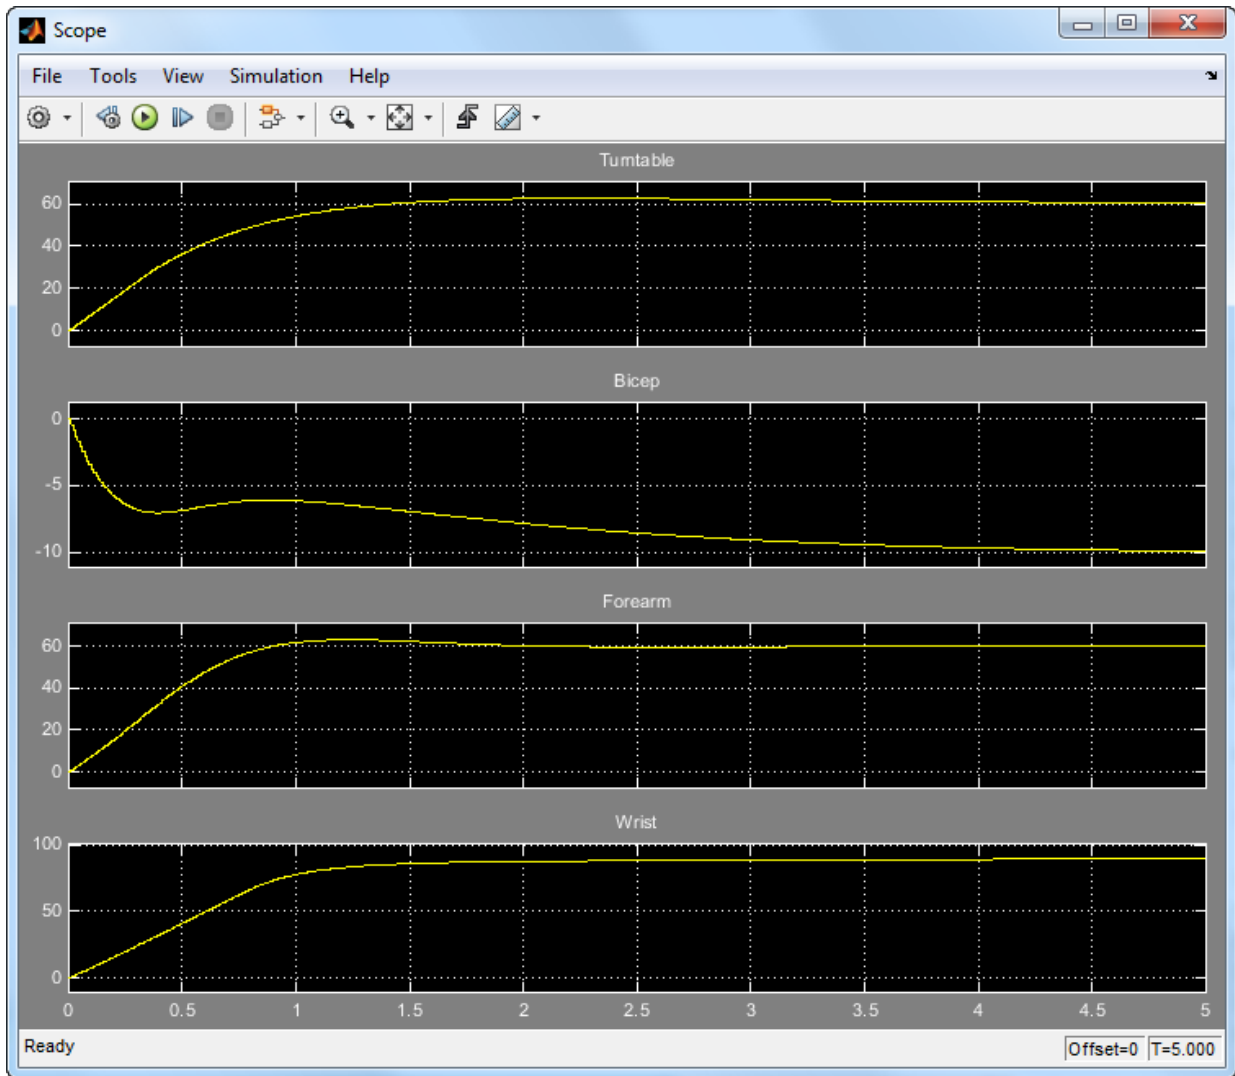 Scope
File Tools View Simulation Help
Turntable
60
40
20
0
Bicep
0
-5
-10
Forearm
60
40
20
0
Wrist
100
50
0
0 0.5 1 1.5 2 2.5 3 3.5 4 4.5 5
Ready Offset=0 T=5.000